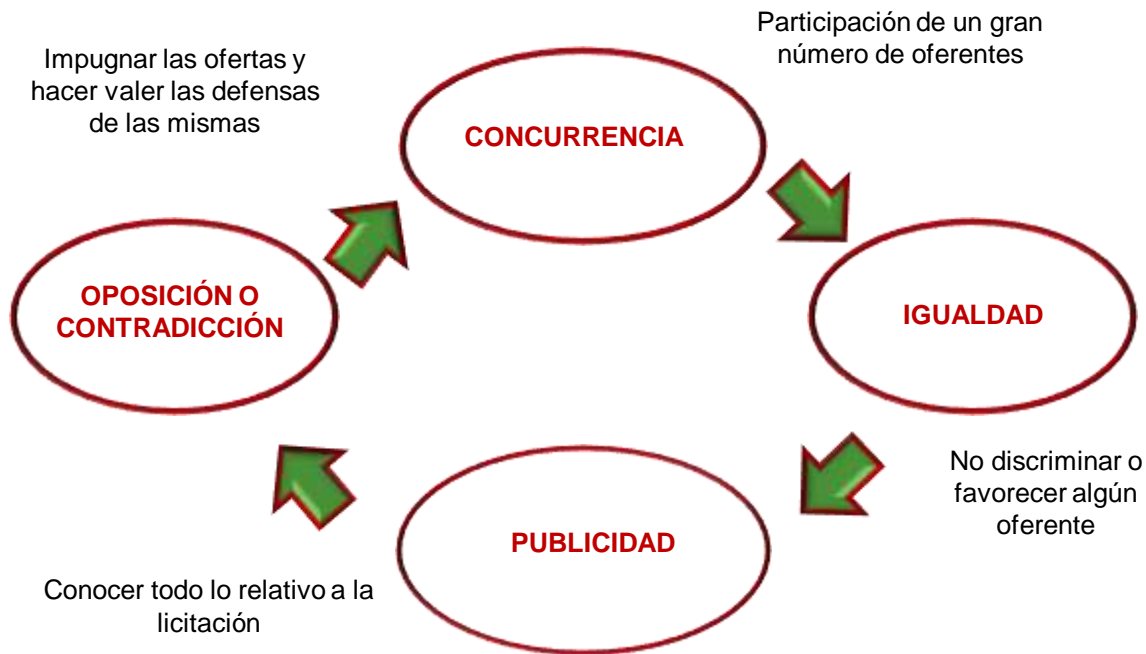 Participación de un gran
número de oferentes
Impugnar las ofertas y
hacer valer las defensas
de las mismas
CONCURRENCIA
OPOSICIÓN O
CONTRADICCIÓN
IGUALDAD
No discriminar o
favorecer algún
oferente
PUBLICIDAD
Conocer todo lo relativo a la
licitación